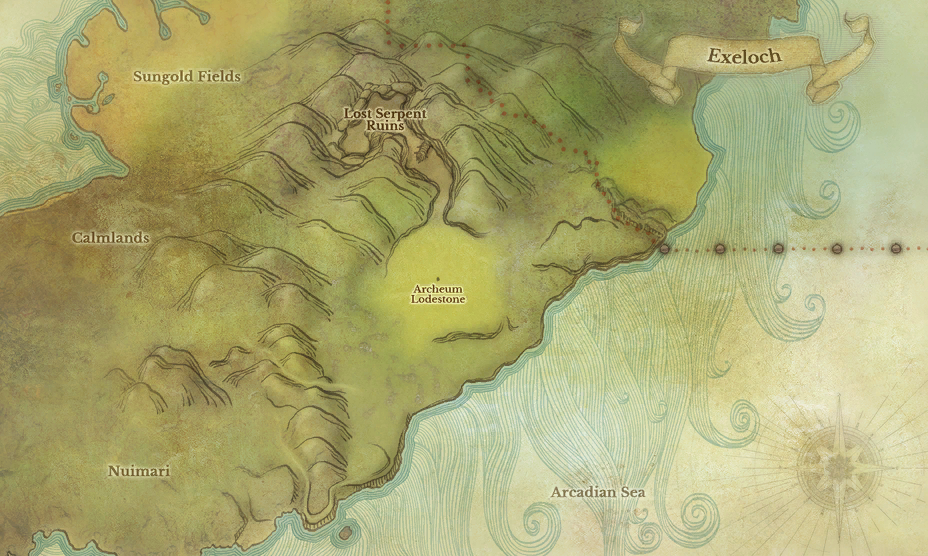 Exeloch
Sungold Fields
Lost Serpent
Ruins
Calmlands
Archeum
Lodestone
Nuimari
Arcadian Sea